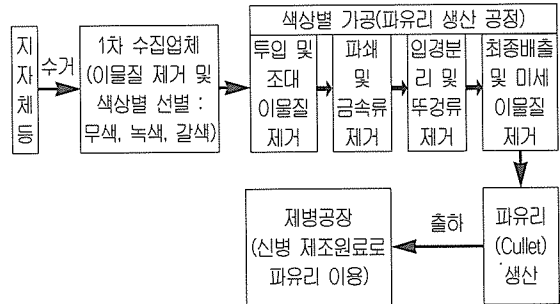 지
자
체
등
수거
1차 수집업체
(이물질 제거 및
색상별 선별 :
무색, 녹색, 갈색)
색상별 가공(파유리 생산 공정)
투입 및
조대
이물질
제거
파쇄
및
금속류
제거
입경분
리 및
뚜껑류
제거
최종배출
및 미세
이물질
제거
파유리
(Cullet)
생산
출하
제병공장
(신병 제조원료로
파유리 이용)